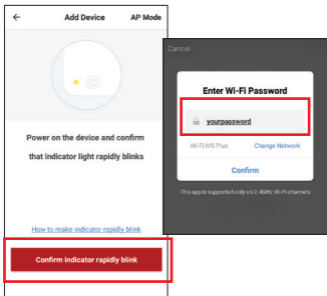 Add Device
AP Mode
Power on the device and confirm
that indicator light rapidly blinks
How to make indicator rapidly blink
Confirm indicator rapidly blink
Cancel
Enter Wi-Fi Password
yourpassword
Change Network
Confirm
This app is supported only on 2.4GHz Wi-Fi channels